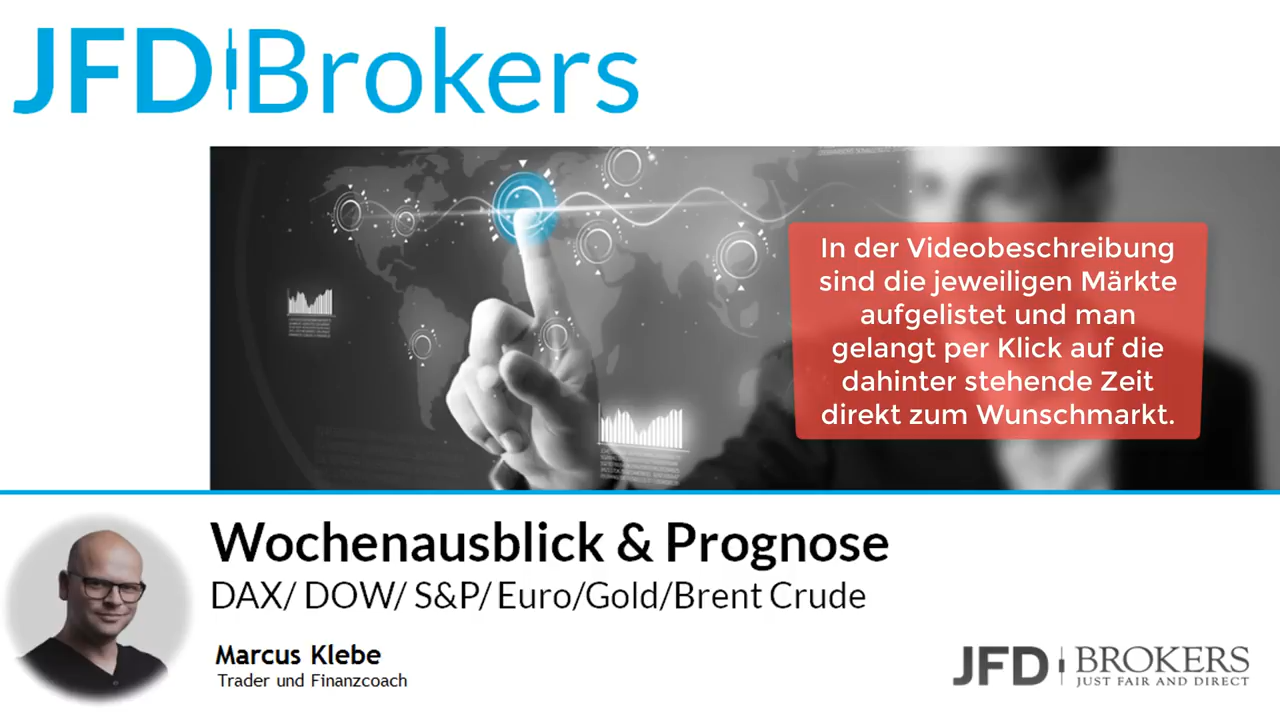 JFD Brokers
In der Videobeschreibung
sind die jeweiligen Märkte
aufgelistet und man
gelangt per Klick auf die
dahinter stehende Zeit
direkt zum Wunschmarkt.
Wochenausblick & Prognose
DAX/ DOW/ S&P/ Euro/Gold/Brent Crude
Marcus Klebe
Trader und Finanzcoach
JFD BROKERS
JUST FAIR AND DIRECT